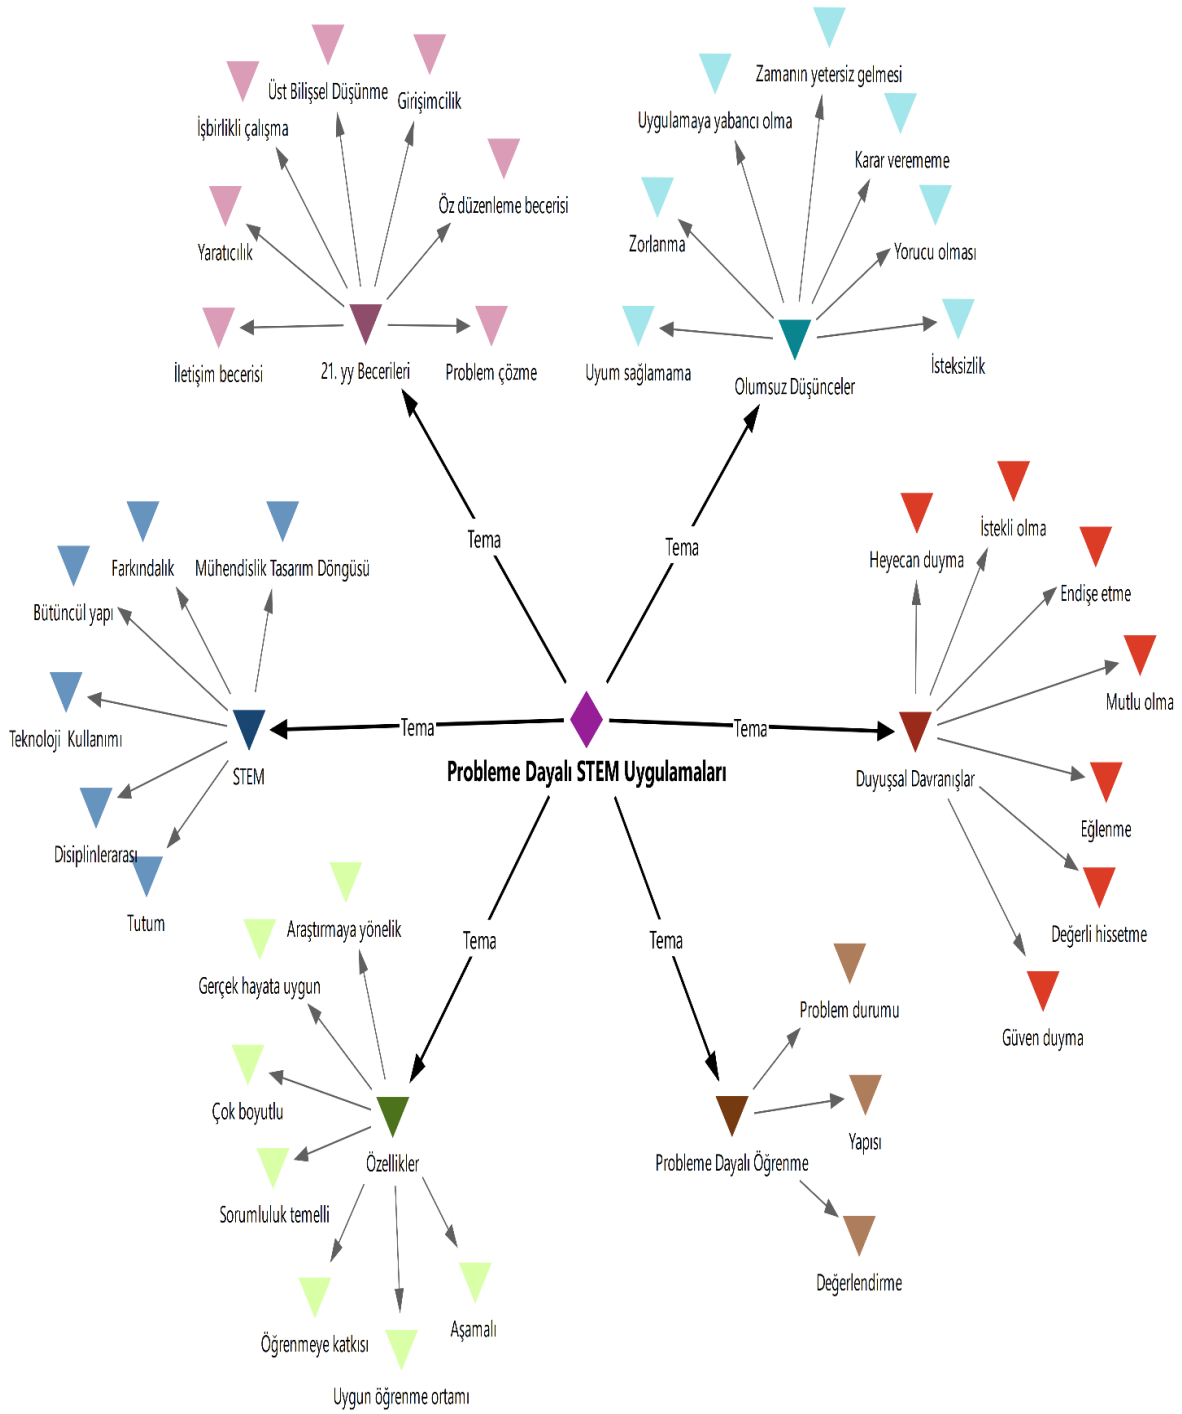 Üst Bilişsel Düşünme
Girişimcilik
İşbirlikli çalışma
Öz düzenleme becerisi
Yaratıcılık
İletişim becerisi
21. yy Becerileri
Problem çözme
Zamanın yetersiz gelmesi
Uygulamaya yabancı olma
Karar verememe
Zorlanma
Yorucu olması
Uyum sağlamama
Olumsuz Düşünceler
İsteksizlik
Tema
Tema
Farkındalık
Mühendislik Tasarım Döngüsü
Bütüncül yapı
Teknoloji Kullanımı
STEM
Disiplinlerarası
Tutum
Tema
Probleme Dayalı STEM Uygulamaları
Tema
İstekli olma
Heyecan duyma
Endişe etme
Mutlu olma
Duyuşsal Davranışlar
Eğlenme
Değerli hissetme
Güven duyma
Tema
Tema
Araştırmaya yönelik
Gerçek hayata uygun
Çok boyutlu
Özellikler
Sorumluluk temelli
Öğrenmeye katkısı
Aşamalı
Uygun öğrenme ortamı
Problem durumu
Yapısı
Probleme Dayalı Öğrenme
Değerlendirme